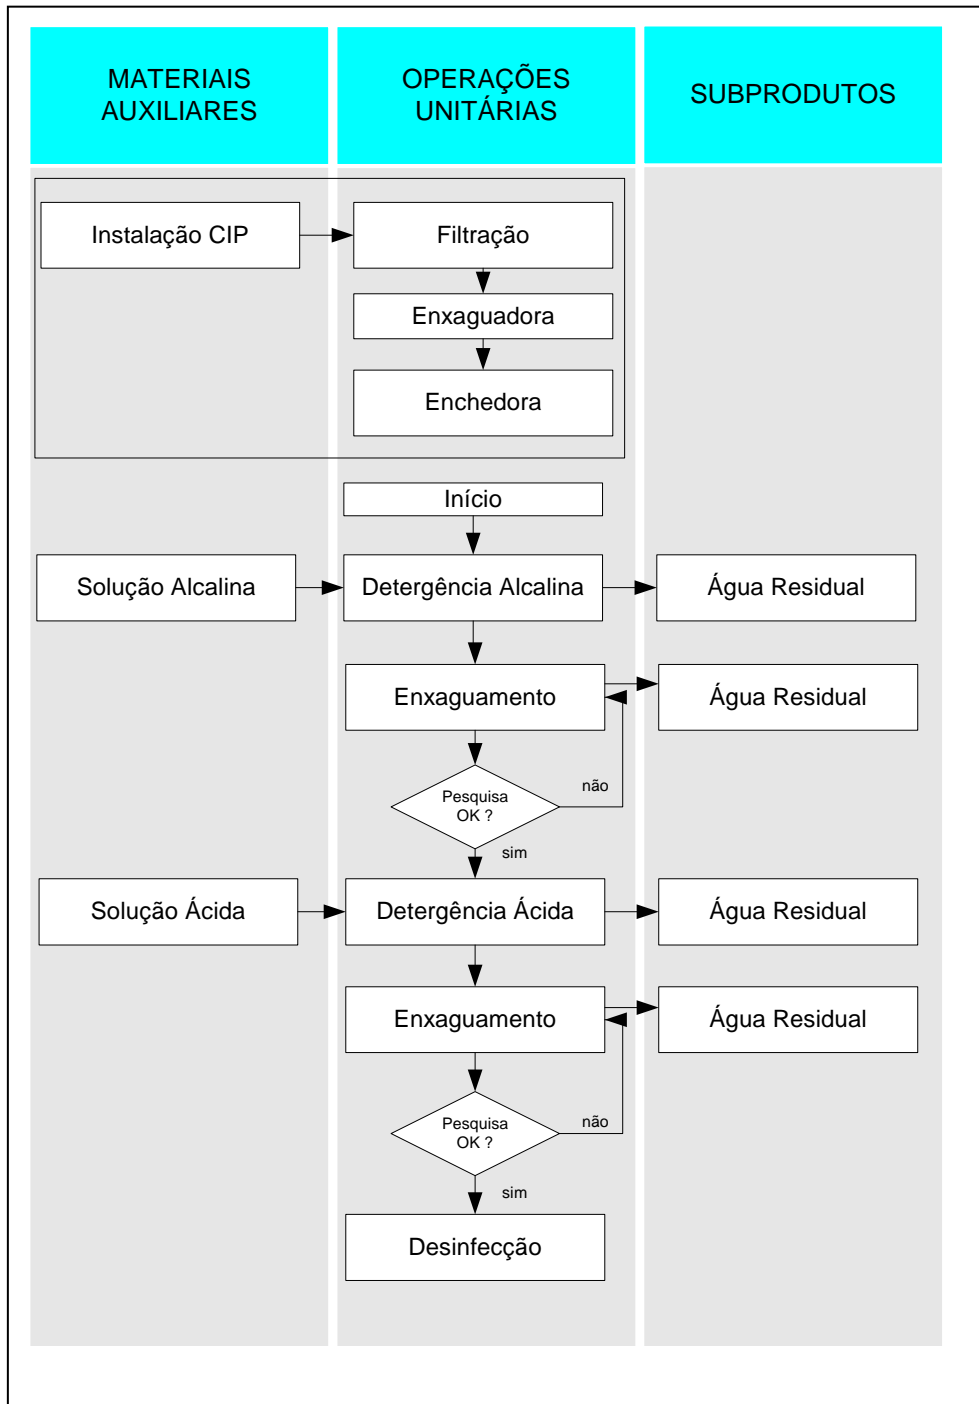 MATERIAIS
AUXILIARES
OPERAÇÕES
UNITÁRIAS
SUBPRODUTOS
Instalação CIP
Filtração
Enxaguadora
Enchedora
Início
Solução Alcalina
Detergência Alcalina
Água Residual
Enxaguamento
Água Residual
Pesquisa
OK ?
não
sim
Solução Ácida
Detergência Ácida
Água Residual
Enxaguamento
Água Residual
Pesquisa
OK ?
não
sim
Desinfecção